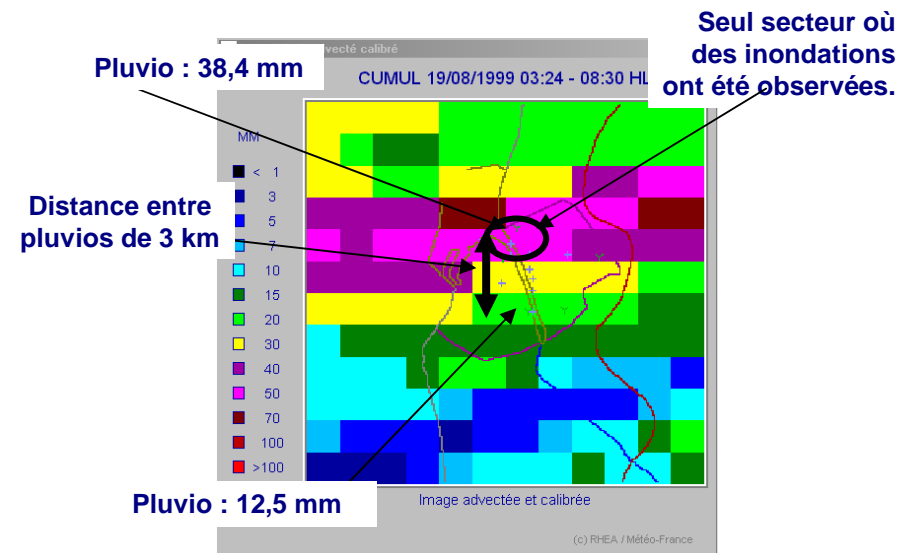 Seul secteur où
des inondations
ont été observées.
vecté calibré
Pluvio : 38,4 mm
CUMUL 19/08/1999 03:24 - 08:30 HL
MM
< 1
3
5
7
10
15
20
30
40
50
70
100
>100
Distance entre
pluvios de 3 km
Pluvio : 12,5 mm
Image advectée et calibrée
(c) RHEA / Météo-France